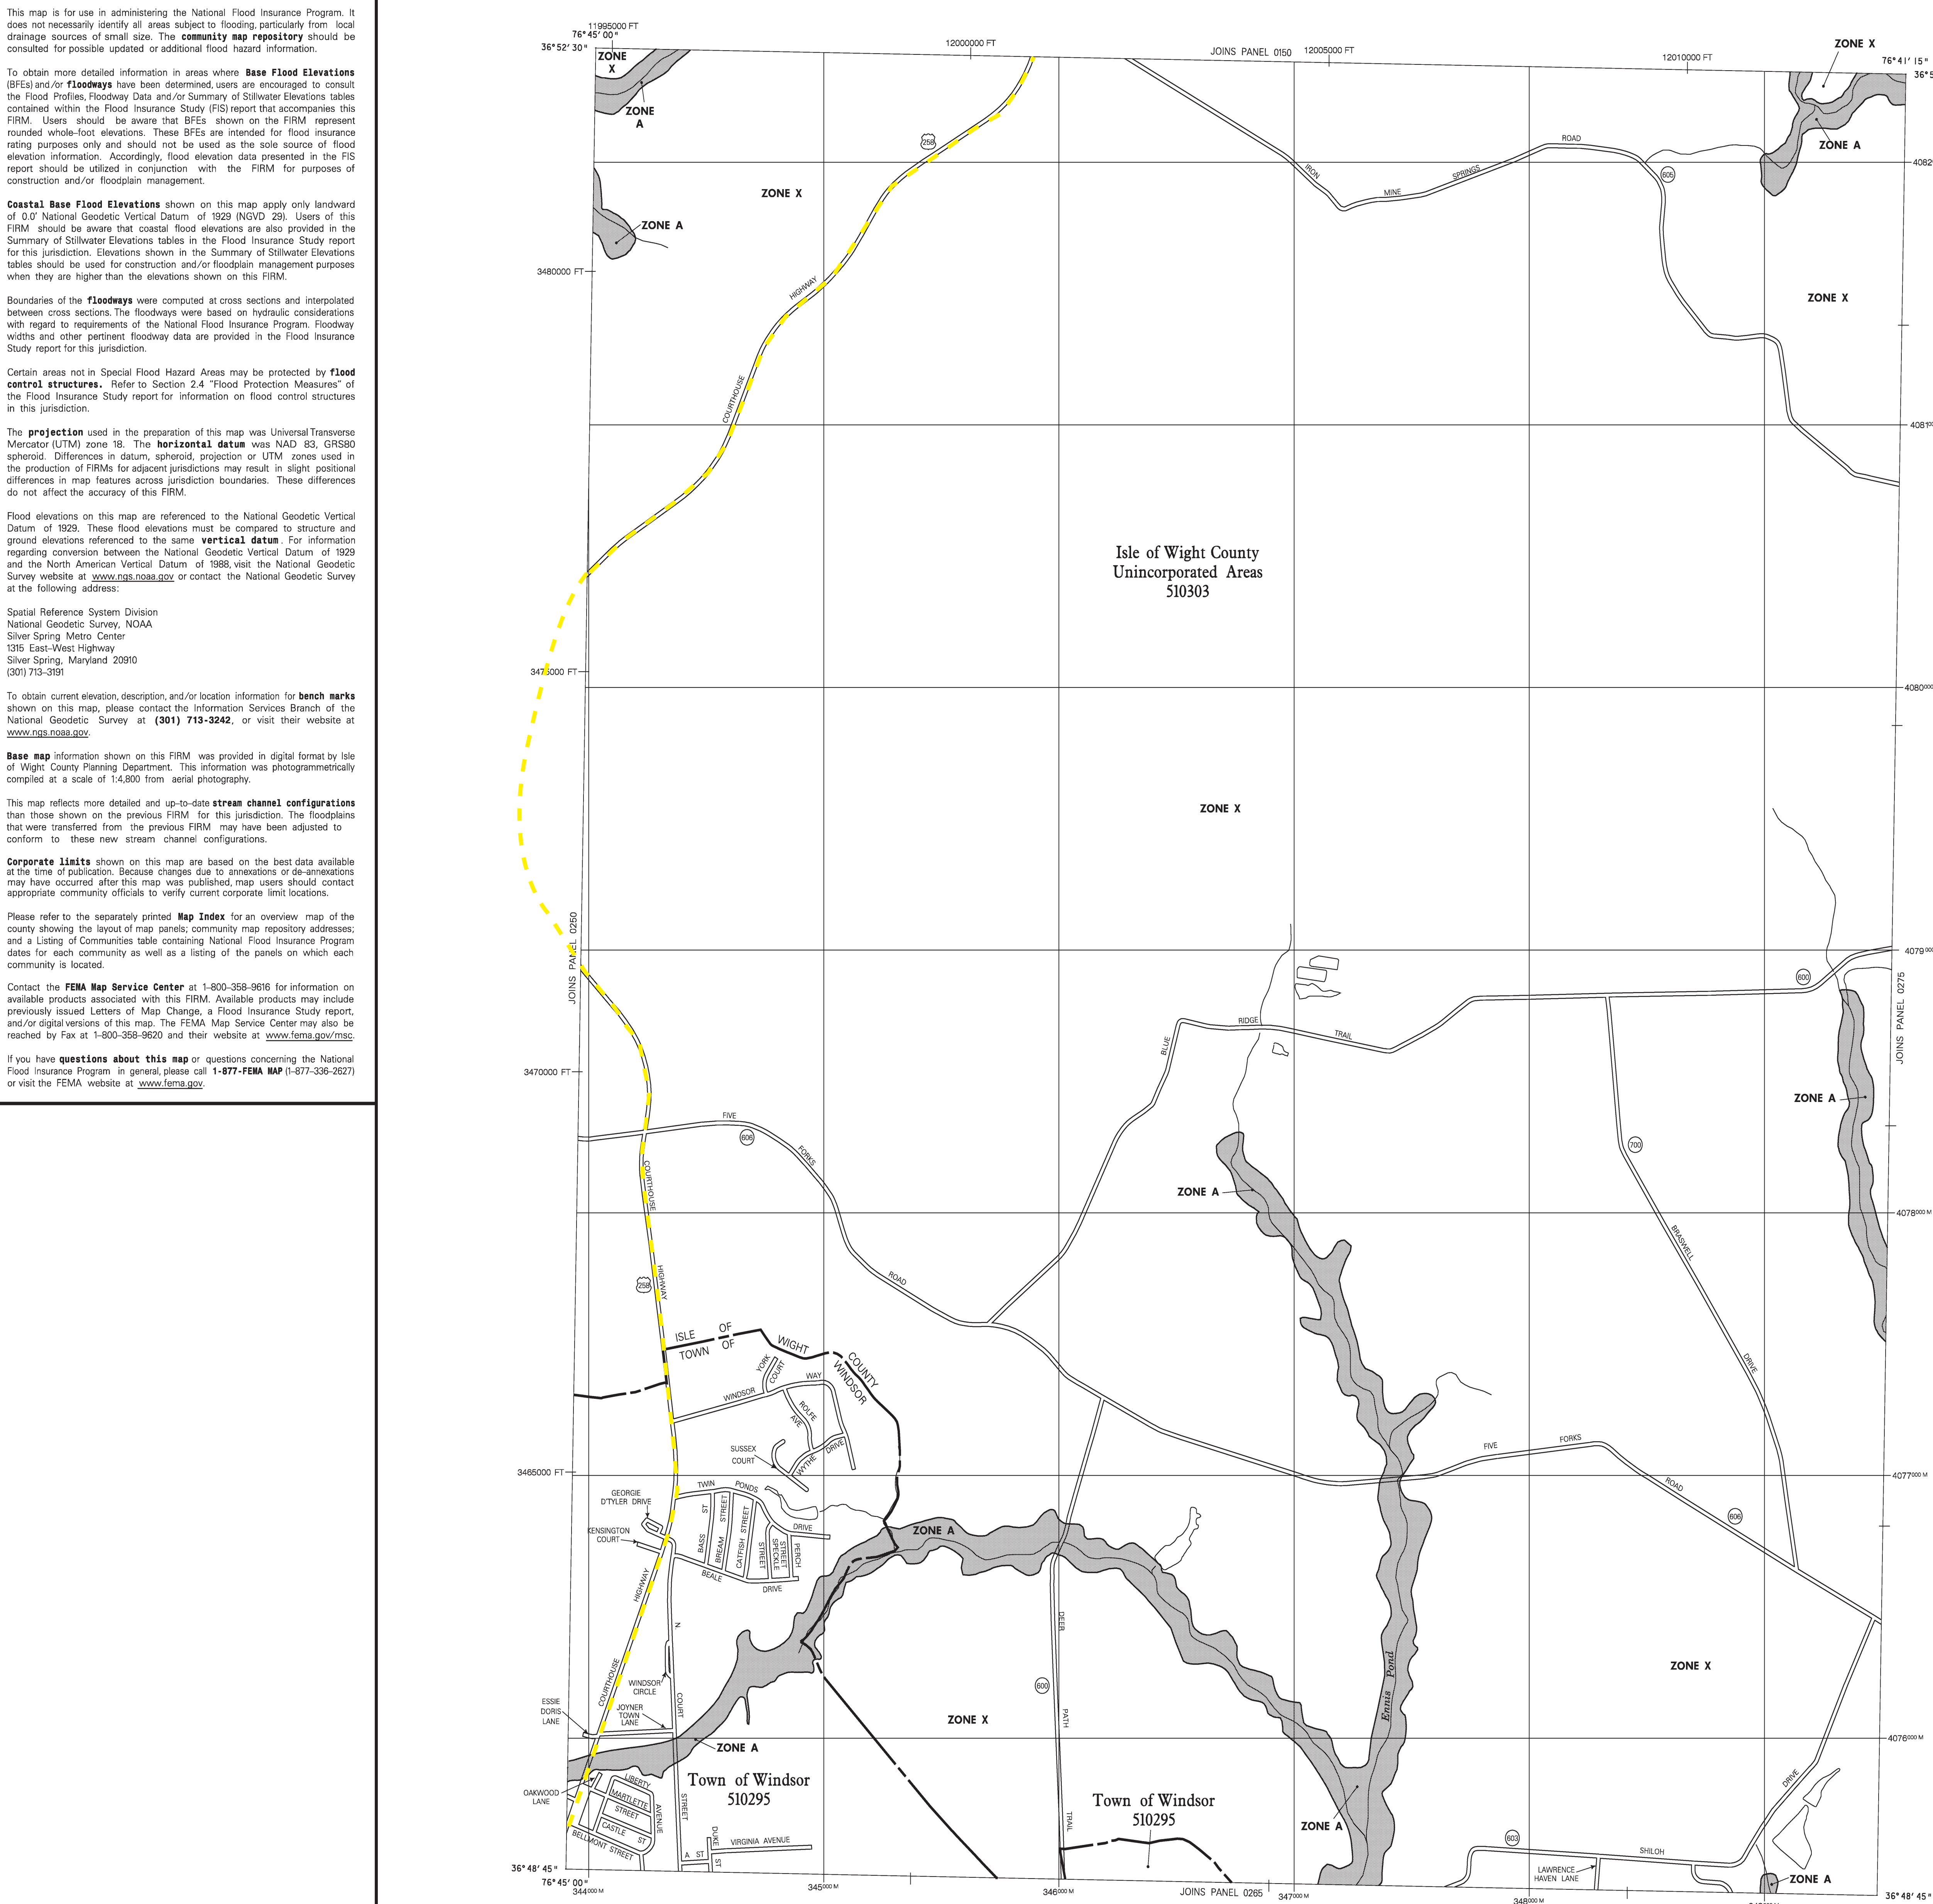 This map is for use in administering the National Flood Insurance Program. It
does not necessarily identify all areas subject to flooding, particularly from local
drainage sources of small size. The community map repository should be
consulted for possible updated or additional flood hazard information.
To obtain more detailed information in areas where Base Flood Elevations
(BFEs) and/or floodways have been determined, users are encouraged to consult
the Flood Profiles, Floodway Data and/or Summary of Stillwater Elevations tables
contained within the Flood Insurance Study (FIS) report that accompanies this
FIRM. Users should be aware that BFEs shown on the FIRM represent
rounded whole-foot elevations. These BFEs are intended for flood insurance
rating purposes only and should not be used as the sole source of flood
elevation information. Accordingly, flood elevation data presented in the FIS
report should be utilized in conjunction with the FIRM for purposes of
construction and/or floodplain management.
Coastal Base Flood Elevations shown on this map apply only landward
of 0.0' National Geodetic Vertical Datum of 1929 (NGVD 29). Users of this
FIRM should be aware that coastal flood elevations are also provided in the
Summary of Stillwater Elevations tables in the Flood Insurance Study report
for this jurisdiction. Elevations shown in the Summary of Stillwater Elevations
tables should be used for construction and/or floodplain management purposes
when they are higher than the elevations shown on this FIRM.
Boundaries of the floodways were computed at cross sections and interpolated
between cross sections. The floodways were based on hydraulic considerations
with regard to requirements of the National Flood Insurance Program. Floodway
widths and other pertinent floodway data are provided in the Flood Insurance
Study report for this jurisdiction.
Certain areas not in Special Flood Hazard Areas may be protected by flood
control structures. Refer to Section 2.4 "Flood Protection Measures" of
the Flood Insurance Study report for information on flood control structures
in this jurisdiction.
The projection used in the preparation of this map was Universal Transverse
Mercator (UTM) zone 18. The horizontal datum was NAD 83, GRS80
spheroid. Differences in datum, spheroid, projection or UTM zones used in
the production of FIRMs for adjacent jurisdictions may result in slight positional
differences in map features across jurisdiction boundaries. These differences
do not affect the accuracy of this FIRM.
Flood elevations on this map are referenced to the National Geodetic Vertical
Datum of 1929. These flood elevations must be compared to structure and
ground elevations referenced to the same vertical datum. For information
regarding conversion between the National Geodetic Vertical Datum of 1929
and the North American Vertical Datum of 1988, visit the National Geodetic
Survey website at www.ngs.noaa.gov or contact the National Geodetic Survey
at the following address:
Spatial Reference System Division
National Geodetic Survey, NOAA
Silver Spring Metro Center
1315 East-West Highway
Silver Spring, Maryland 20910
(301) 713-3191
To obtain current elevation, description, and/or location information for bench marks
shown on this map, please contact the Information Services Branch of the
National Geodetic Survey at (301) 713-3242, or visit their website at
www.ngs.noaa.gov.
Base map information shown on this FIRM was provided in digital format by Isle
of Wight County Planning Department. This information was photogrammetrically
compiled at a scale of 1:4,800 from aerial photography.
This map reflects more detailed and up-to-date stream channel configurations
than those shown on the previous FIRM for this jurisdiction. The floodplains
that were transferred from the previous FIRM may have been adjusted to
conform to these new stream channel configurations.
Corporate limits shown on this map are based on the best data available
at the time of publication. Because changes due to annexations or de-annexations
may have occurred after this map was published, map users should contact
appropriate community officials to verify current corporate limit locations.
Please refer to the separately printed Map Index for an overview map of the
county showing the layout of map panels; community map repository addresses;
and a Listing of Communities table containing National Flood Insurance Program
dates for each community as well as a listing of the panels on which each
community is located.
Contact the FEMA Map Service Center at 1-800-358-9616 for information on
available products associated with this FIRM. Available products may include
previously issued Letters of Map Change, a Flood Insurance Study report,
and/or digital versions of this map. The FEMA Map Service Center may also be
reached by Fax at 1-800-358-9620 and their website at www.fema.gov/msc.
If you have questions about this map or questions concerning the National
Flood Insurance Program in general, please call 1-877-FEMA MAP (1-877-336-2627)
or visit the FEMA website at www.fema.gov.
11995000 FT
76° 45' 00"
36° 52' 30"
12000000 FT
JOINS PANEL 0150
12005000 FT
12010000 FT
ZONE X
76° 41' 15"
ZONE
X
ZONE
A
258
ZONE X
ZONE A
IRON
MINE
SPRINGS
ROAD
605
ZONE A
4082
3480000 FT
HIGHWAY
COURTHOUSE
ZONE X
4081
Isle of Wight County
Unincorporated Areas
510303
3475000 FT
4080000
ZONE X
JOINS PANEL 0250
4079000
600
JOINS PANEL 0275
BLUE
RIDGE
TRAIL
3470000 FT
FIVE
606
FORKS
ROAD
ZONE A
ZONE A
700
BRASWELL
DRIVE
4078000 M
COURTHOUSE
HIGHWAY
258
ISLE OF
WIGHT
COUNTY
TOWN OF
WINDSOR
YORK
COURT
WINDSOR
WAY
ROLFE
AVE
SUSSEX
COURT
WYTHE
DRIVE
3465000 FT
FIVE
FORKS
ROAD
606
4077000 M
GEORGIE
D'TYLER DRIVE
KENSINGTON
COURT
TWIN
PONDS
DRIVE
BASS
ST
BREAM
STREET
CATFISH STREET
STREET
SPECKLE
STREET
PERCH
BEALE
DRIVE
ZONE A
HIGHWAY
COURTHOUSE
N.
COURT
STREET
WINDSOR
CIRCLE
JOYNER
TOWN
LANE
ESSIE
DORIS
LANE
DEER
PATH
TRAIL
600
ZONE X
Ennis Pond
ZONE X
4076000 M
ZONE A
Town of Windsor
510295
OAKWOOD
LANE
LIBERTY
MARTLETTE
STREET
AVENUE
CASTLE
ST
BELLMONT STREET
A ST
DUKE
ST
VIRGINIA AVENUE
Town of Windsor
510295
ZONE A
603
SHILOH
DRIVE
LAWRENCE
HAVEN LANE
ZONE A
36° 48' 45"
76° 45' 00"
344000 M
345000 M
346000 M
JOINS PANEL 0265
347000 M
348000 M
36° 48' 45"